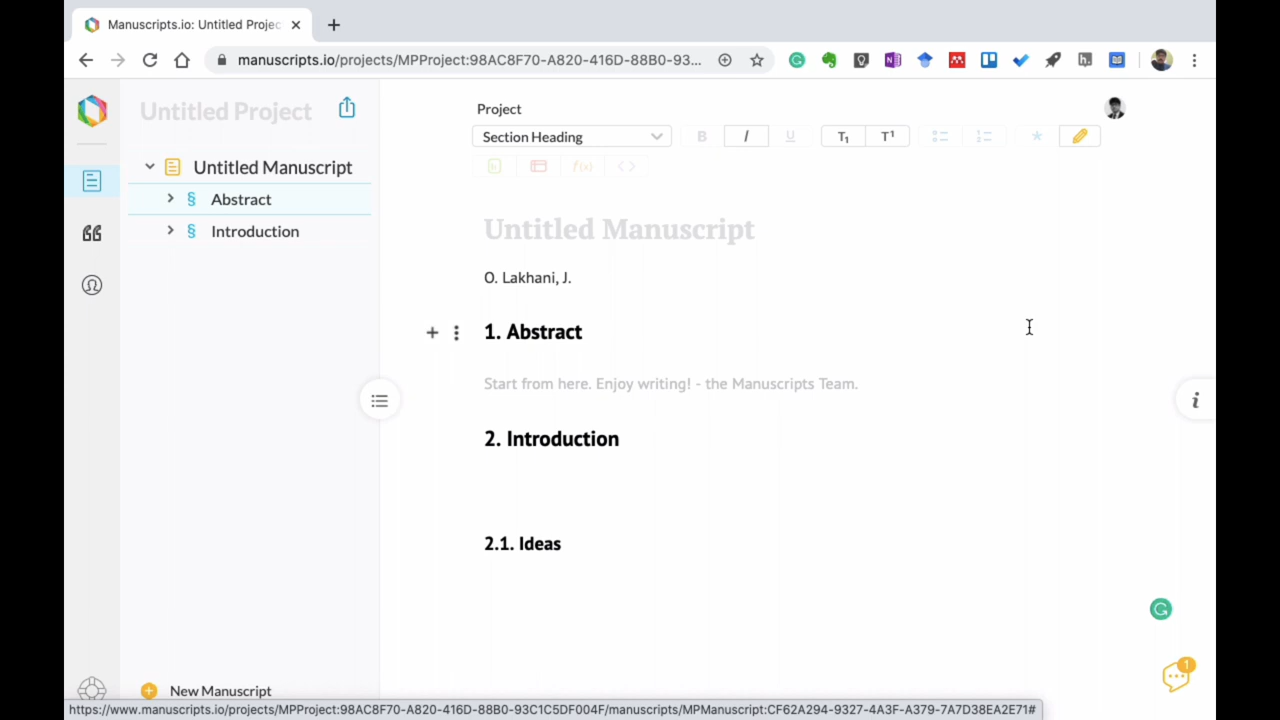 Manuscripts.io: Untitled Projec
manuscripts.io/projects/MPProject:98AC8F70-A820-416D-88B0-93...
Untitled Project
Untitled Manuscript
Abstract
Introduction
New Manuscript
Project
Section Heading
B I U T₁ T¹
f(x)
Untitled Manuscript
O. Lakhani, J.
1. Abstract
Start from here. Enjoy writing! - the Manuscripts Team.
2. Introduction
2.1. Ideas
1
https://www.manuscripts.io/projects/MPProject:98AC8F70-A820-416D-88B0-93C1C5DF004F/manuscripts/MPManuscript:CF62A294-9327-4A3F-A379-7A7D38EA2E71#